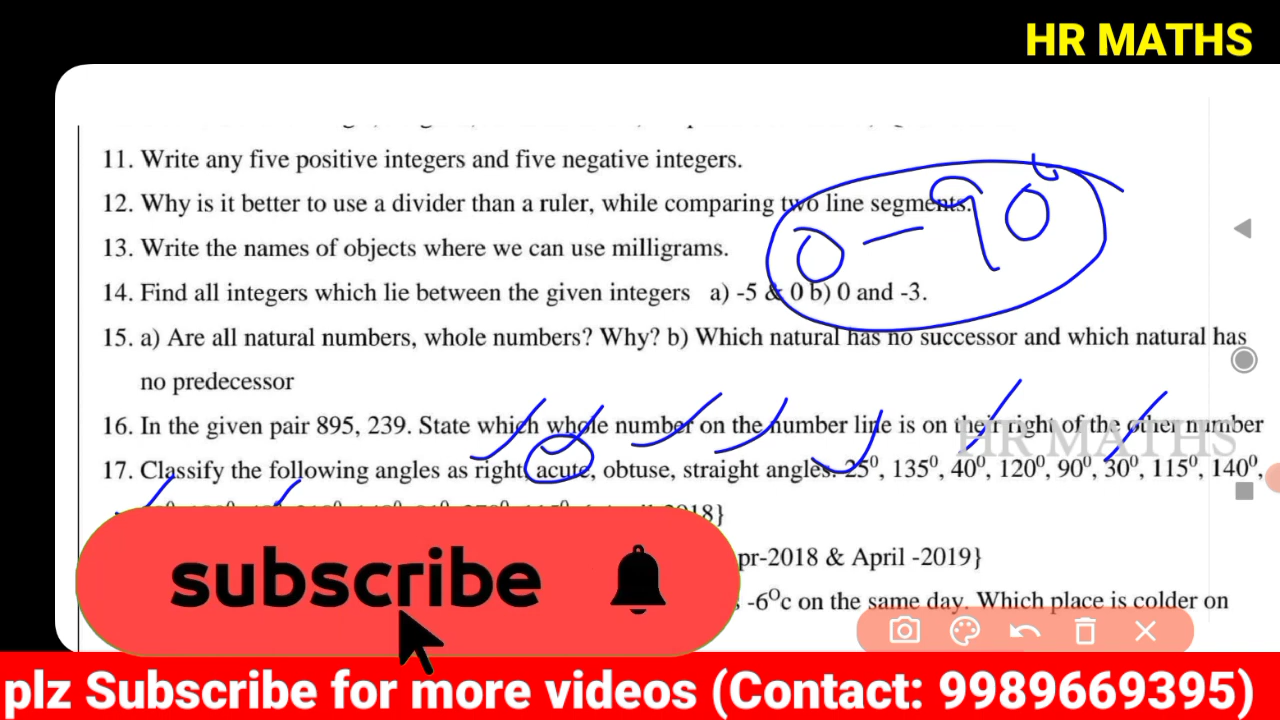 HR MATHS
11. Write any five positive integers and five negative integers.
12. Why is it better to use a divider than a ruler, while comparing two line segments.
0 - 90°
13. Write the names of objects where we can use milligrams.
14. Find all integers which lie between the given integers a) -5 & 0 b) 0 and -3.
15. a) Are all natural numbers, whole numbers? Why? b) Which natural has no successor and which natural has
no predecessor
16. In the given pair 895, 239. State which whole number on the number line is on their right of the other number
HR MATHS
17. Classify the following angles as right, acute, obtuse, straight angles. 25⁰, 135⁰, 40⁰, 120⁰, 90⁰, 30⁰, 115⁰, 140⁰,
pr-2018 & April -2019}
subscribe
-6⁰c on the same day. Which place is colder on
plz Subscribe for more videos (Contact: 9989669395)